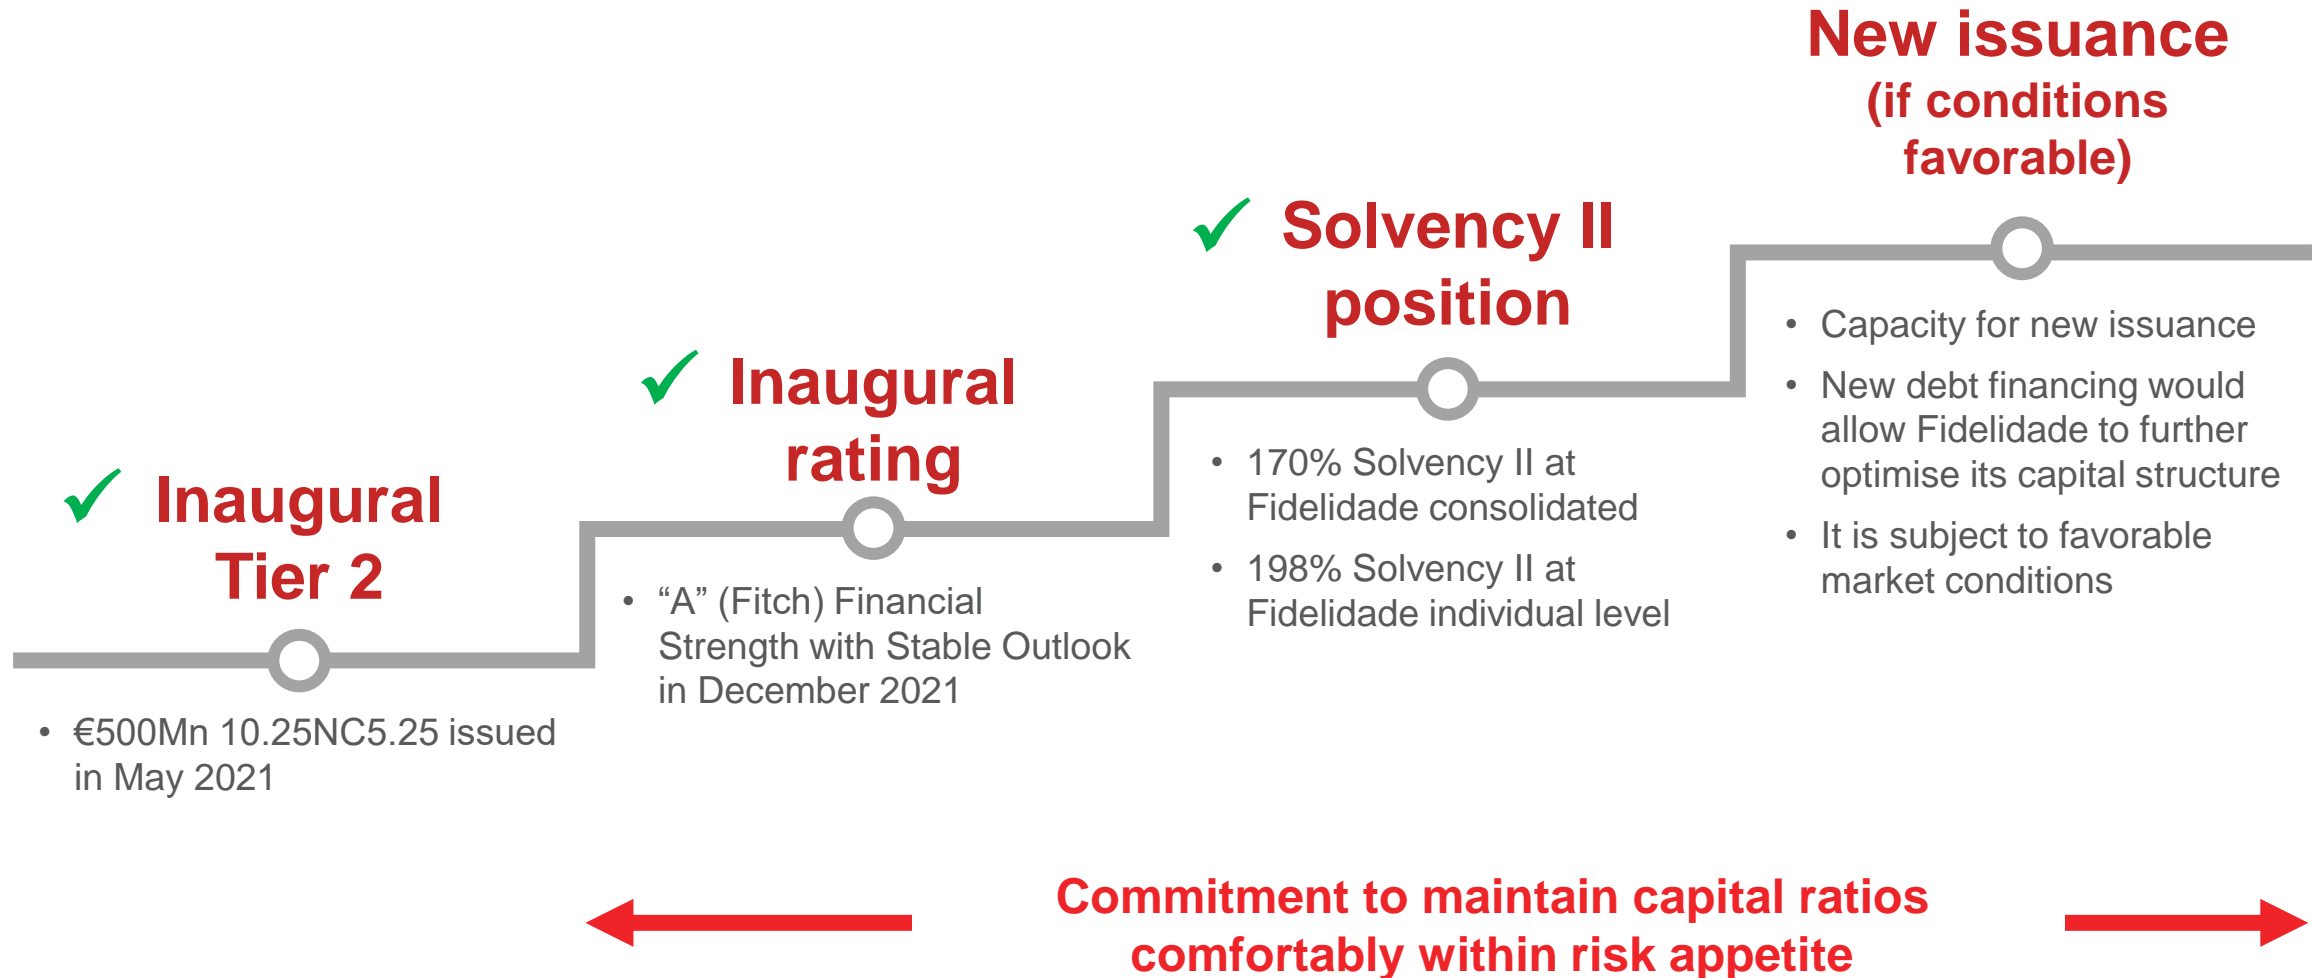 ✓ Inaugural
Tier 2
• €500Mn 10.25NC5.25 issued
in May 2021
✓ Inaugural
rating
• “A” (Fitch) Financial
Strength with Stable Outlook
in December 2021
✓ Solvency II
position
• 170% Solvency II at
Fidelidade consolidated
• 198% Solvency II at
Fidelidade individual level
New issuance
(if conditions
favorable)
• Capacity for new issuance
• New debt financing would
allow Fidelidade to further
optimise its capital structure
• It is subject to favorable
market conditions
Commitment to maintain capital ratios
comfortably within risk appetite